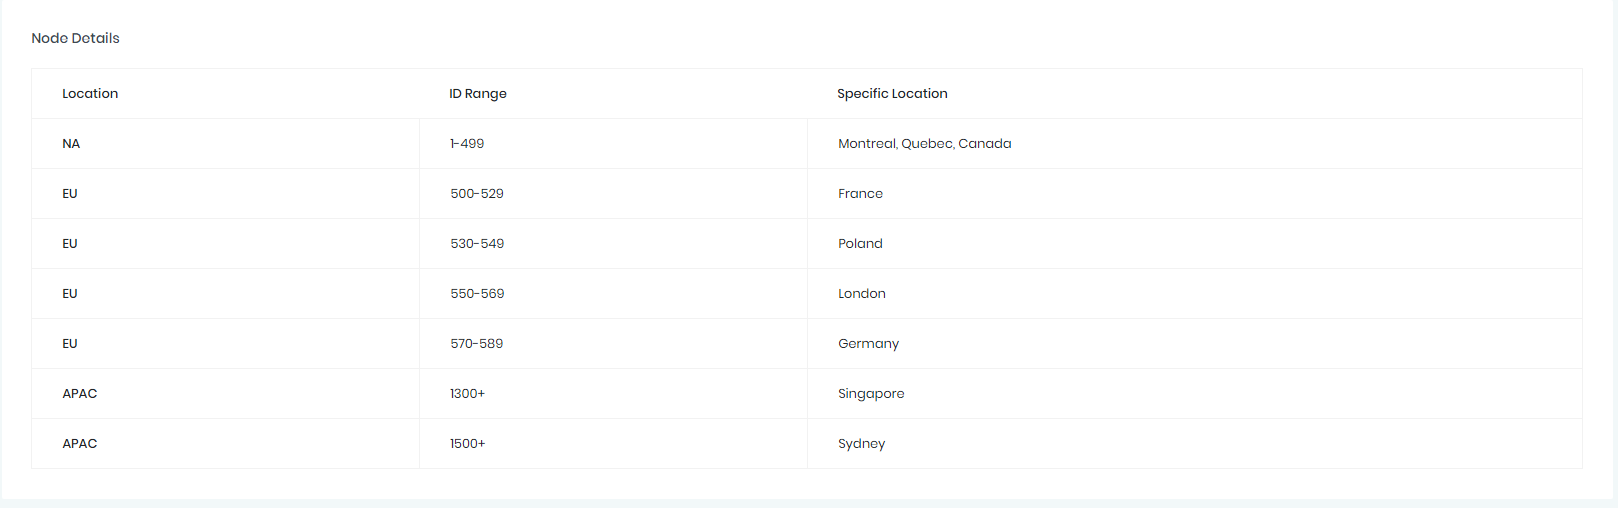 Node Details
Location ID Range Specific Location
NA 1-499 Montreal, Quebec, Canada
EU 500-529 France
EU 530-549 Poland
EU 550-569 London
EU 570-589 Germany
APAC 1300+ Singapore
APAC 1500+ Sydney